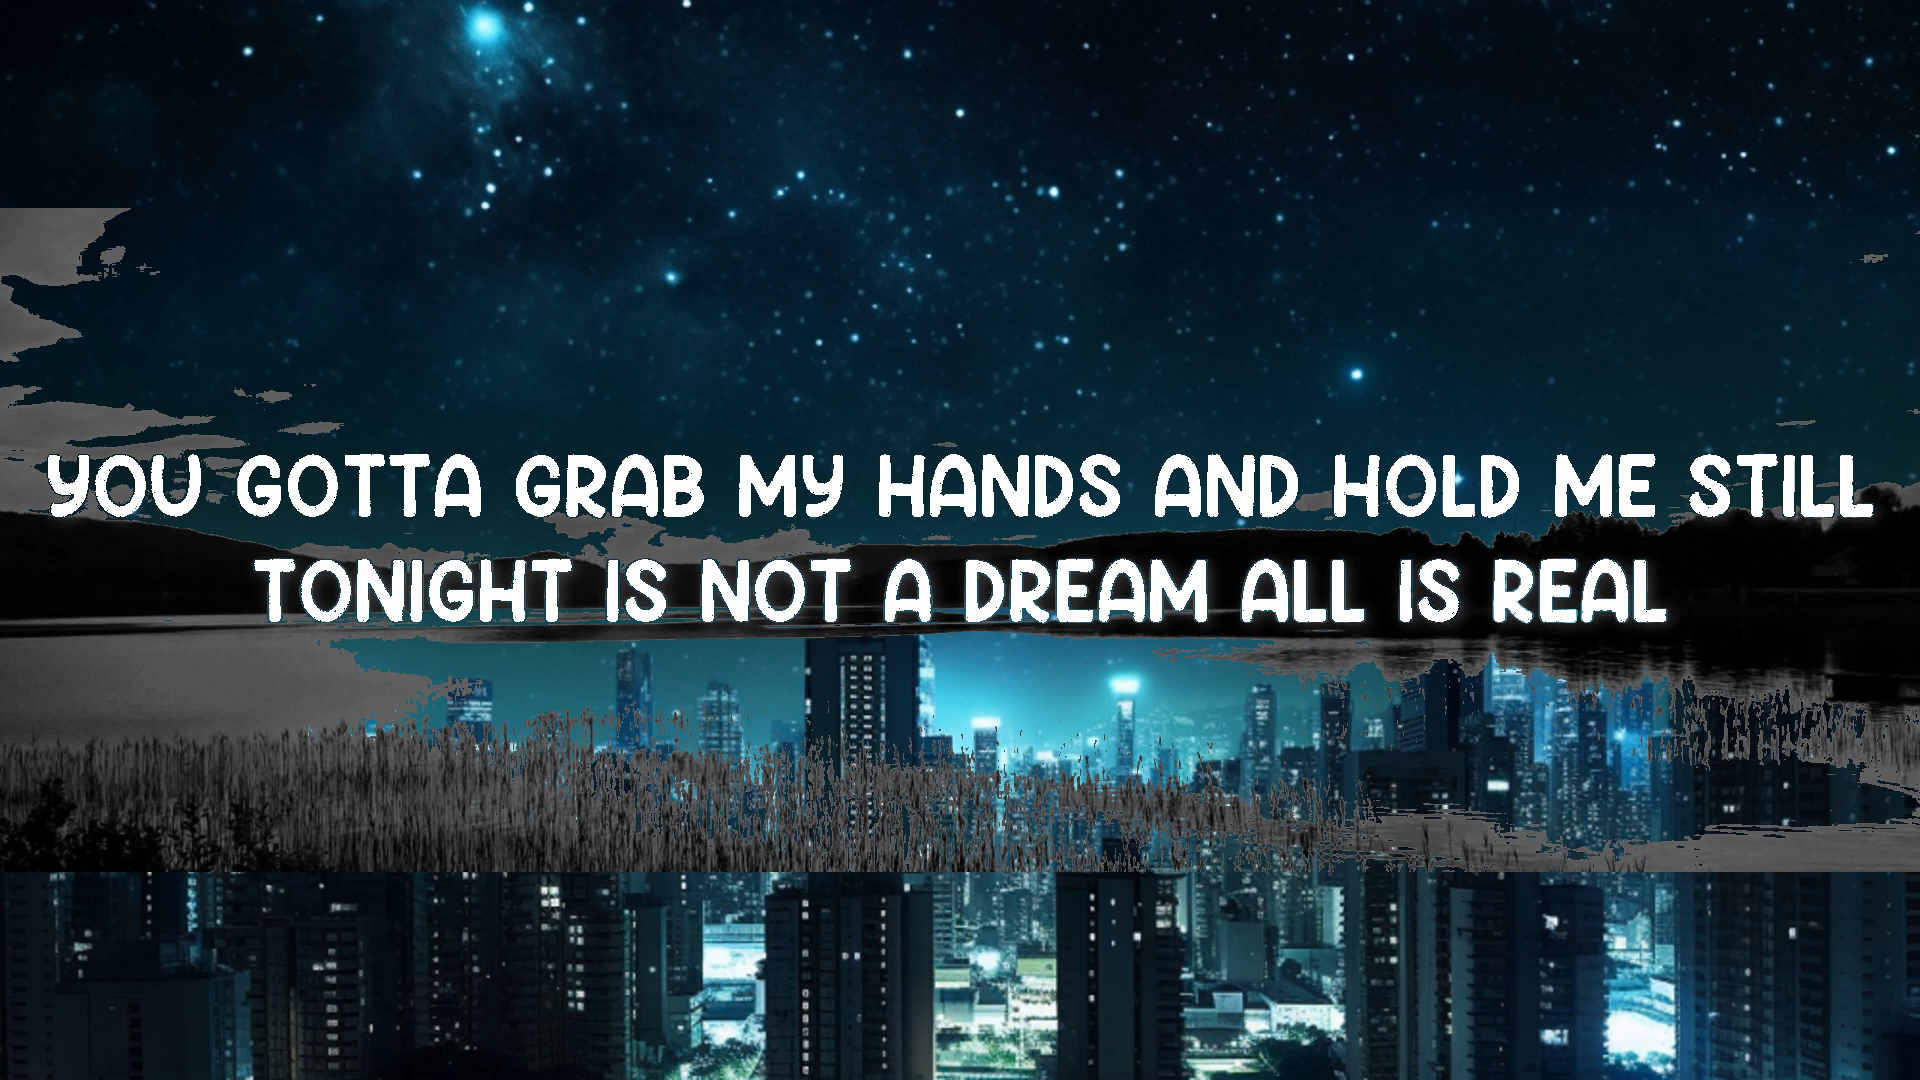 YOU GOTTA GRAB MY HANDS AND HOLD ME STILL
TONIGHT IS NOT A DREAM ALL IS REAL